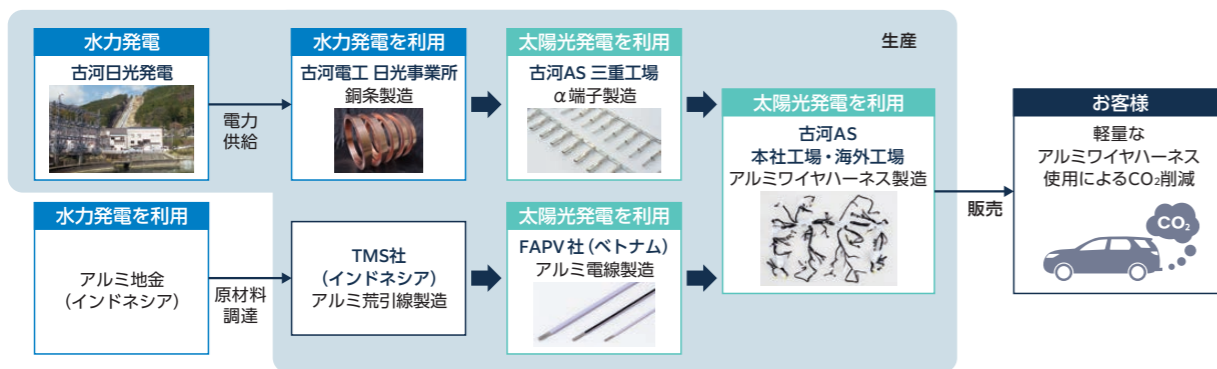 水力発電
古河日光発電
電力
供給
水力発電を利用
古河電工 日光事業所
銅条製造
太陽光発電を利用
古河AS 三重工場
α端子製造
生産
太陽光発電を利用
古河AS
本社工場・海外工場
アルミワイヤハーネス製造
販売
お客様
軽量な
アルミワイヤハーネス
使用によるCO₂削減
CO₂
水力発電を利用
アルミ地金
(インドネシア)
原材料
調達
TMS社
(インドネシア)
アルミ荒引線製造
太陽光発電を利用
FAPV社(ベトナム)
アルミ電線製造